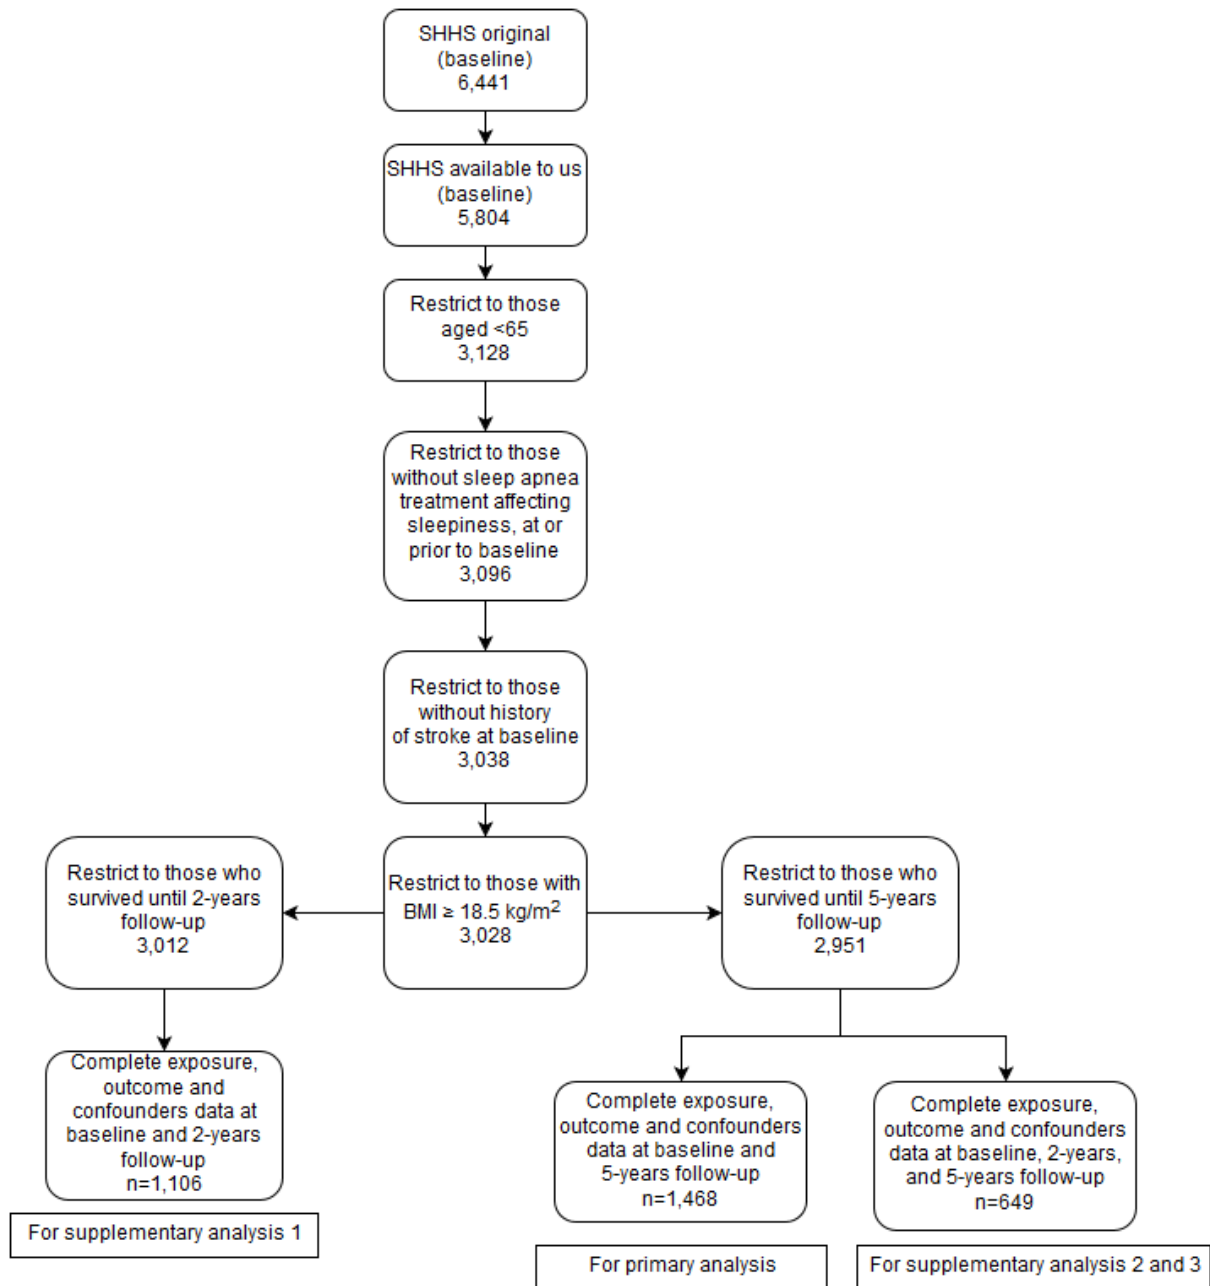 SHHS original
(baseline)
6,441
SHHS available to us
(baseline)
5,804
Restrict to those
aged <65
3,128
Restrict to those
without sleep apnea
treatment affecting
sleepiness, at or
prior to baseline
3,096
Restrict to those
without history
of stroke at baseline
3,038
Restrict to those who
survived until 2-years
follow-up
3,012
Restrict to those with
BMI ≥ 18.5 kg/m²
3,028
Restrict to those who
survived until 5-years
follow-up
2,951
Complete exposure,
outcome and
confounders data at
baseline and 2-years
follow-up
n=1,106
For supplementary analysis 1
Complete exposure,
outcome and confounders
data at baseline and
5-years follow-up
n=1,468
For primary analysis
Complete exposure,
outcome and confounders
data at baseline, 2-years,
and 5-years follow-up
n=649
For supplementary analysis 2 and 3